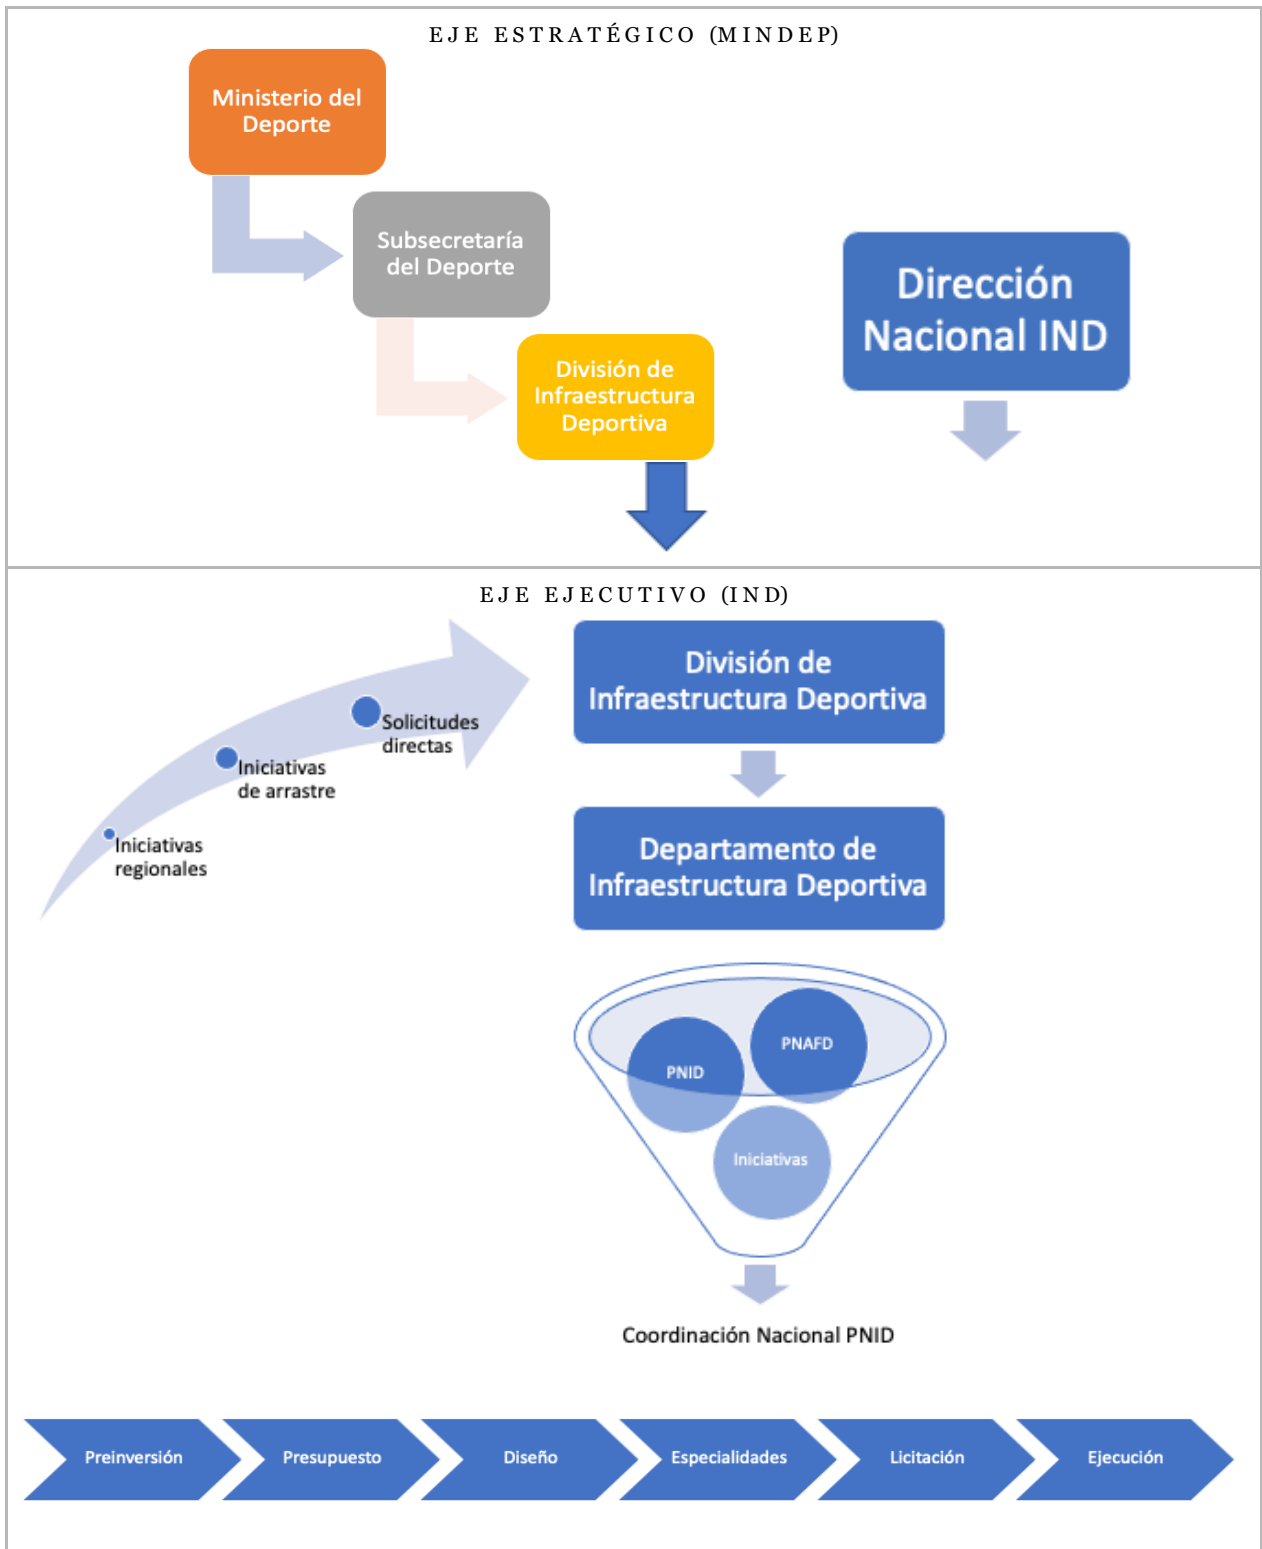 EJE ESTRATÉGICO (MINDEP)
Ministerio del
Deporte
Subsecretaría
del Deporte
División de
Infraestructura
Deportiva
Dirección
Nacional IND
EJE EJECUTIVO (IND)
Solicitudes
directas
Iniciativas
de arrastre
Iniciativas
regionales
División de
Infraestructura Deportiva
Departamento de
Infraestructura Deportiva
PNAFD
PNID
Iniciativas
Coordinación Nacional PNID
Preinversión
Presupuesto
Diseño
Especialidades
Licitación
Ejecución